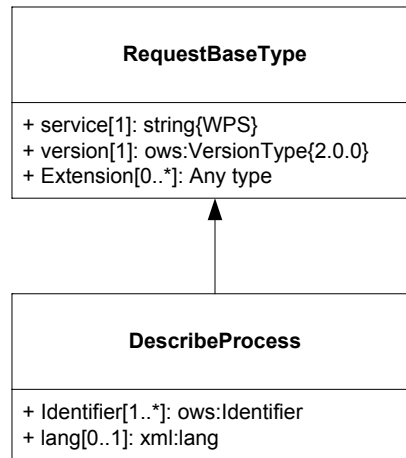 RequestBaseType
+ service[1]: string{WPS}
+ version[1]: ows:VersionType{2.0.0}
+ Extension[0..*]: Any type
DescribeProcess
+ Identifier[1..*]: ows:Identifier
+ lang[0..1]: xml:lang